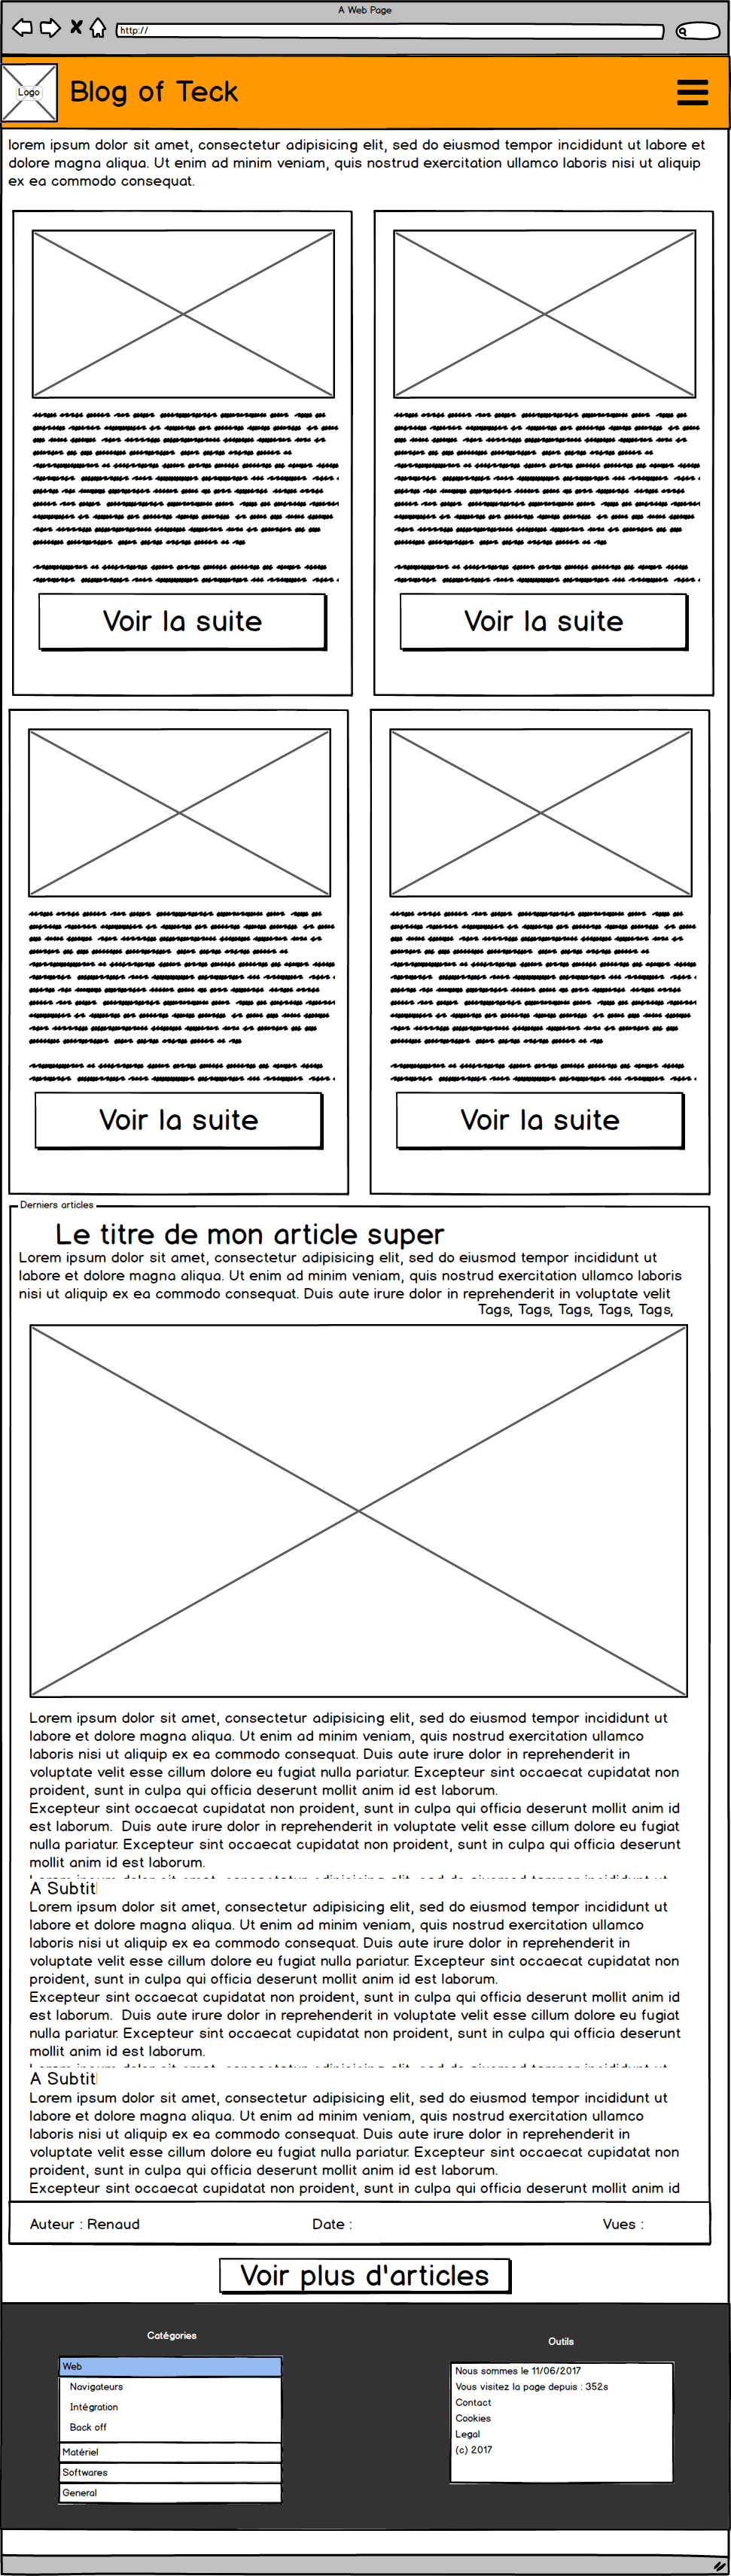 A Web Page
http://
Logo
Blog of Teck
lorem ipsum dolor sit amet, consectetur adipisicing elit, sed do eiusmod tempor incididunt ut labore et
dolore magna aliqua. Ut enim ad minim veniam, quis nostrud exercitation ullamco laboris nisi ut aliquip
ex ea commodo consequat.
Voir la suite
Voir la suite
Voir la suite
Voir la suite
Derniers articles
Le titre de mon article super
Lorem ipsum dolor sit amet, consectetur adipisicing elit, sed do eiusmod tempor incididunt ut
labore et dolore magna aliqua. Ut enim ad minim veniam, quis nostrud exercitation ullamco laboris
nisi ut aliquip ex ea commodo consequat. Duis aute irure dolor in reprehenderit in voluptate velit
Tags, Tags, Tags, Tags, Tags,
Lorem ipsum dolor sit amet, consectetur adipisicing elit, sed do eiusmod tempor incididunt ut
labore et dolore magna aliqua. Ut enim ad minim veniam, quis nostrud exercitation ullamco
laboris nisi ut aliquip ex ea commodo consequat. Duis aute irure dolor in reprehenderit in
voluptate velit esse cillum dolore eu fugiat nulla pariatur. Excepteur sint occaecat cupidatat non
proident, sunt in culpa qui officia deserunt mollit anim id est laborum.
Excepteur sint occaecat cupidatat non proident, sunt in culpa qui officia deserunt mollit anim id
est laborum. Duis aute irure dolor in reprehenderit in voluptate velit esse cillum dolore eu fugiat
nulla pariatur. Excepteur sint occaecat cupidatat non proident, sunt in culpa qui officia deserunt
mollit anim id est laborum.
A Subtitl
Lorem ipsum dolor sit amet, consectetur adipisicing elit, sed do eiusmod tempor incididunt ut
labore et dolore magna aliqua. Ut enim ad minim veniam, quis nostrud exercitation ullamco
laboris nisi ut aliquip ex ea commodo consequat. Duis aute irure dolor in reprehenderit in
voluptate velit esse cillum dolore eu fugiat nulla pariatur. Excepteur sint occaecat cupidatat non
proident, sunt in culpa qui officia deserunt mollit anim id est laborum.
Excepteur sint occaecat cupidatat non proident, sunt in culpa qui officia deserunt mollit anim id
est laborum. Duis aute irure dolor in reprehenderit in voluptate velit esse cillum dolore eu fugiat
nulla pariatur. Excepteur sint occaecat cupidatat non proident, sunt in culpa qui officia deserunt
mollit anim id est laborum.
A Subtitl
Lorem ipsum dolor sit amet, consectetur adipisicing elit, sed do eiusmod tempor incididunt ut
labore et dolore magna aliqua. Ut enim ad minim veniam, quis nostrud exercitation ullamco
laboris nisi ut aliquip ex ea commodo consequat. Duis aute irure dolor in reprehenderit in
voluptate velit esse cillum dolore eu fugiat nulla pariatur. Excepteur sint occaecat cupidatat non
proident, sunt in culpa qui officia deserunt mollit anim id est laborum.
Excepteur sint occaecat cupidatat non proident, sunt in culpa qui officia deserunt mollit anim id
Auteur : Renaud
Date :
Vues :
Voir plus d'articles
Catégories
Web
Navigateurs
Intégration
Back off
Matériel
Softwares
General
Outils
Nous sommes le 11/06/2017
Vous visitez la page depuis : 352s
Contact
Cookies
Legal
(c) 2017